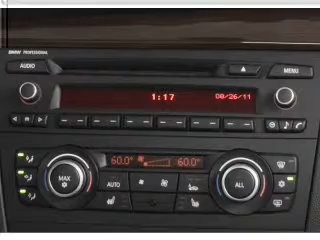 BMW PROFESSIONAL
AUDIO
MENU
1:17 08/26/11
60.0° 60.0°
MAX
AUTO
ALL